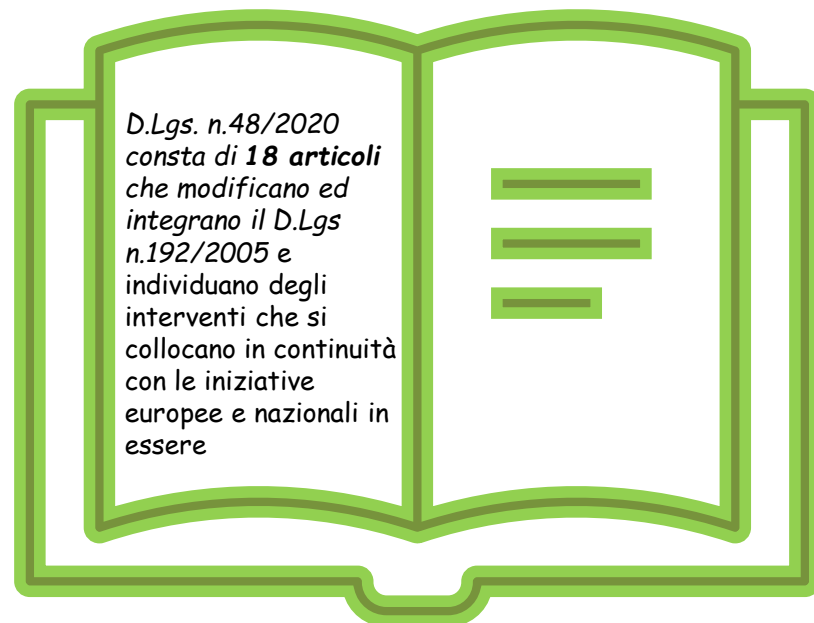 D.Lgs. n.48/2020
consta di 18 articoli
che modificano ed
integrano il D.Lgs
n.192/2005 e
individuano degli
interventi che si
collocano in continuità
con le iniziative
europee e nazionali in
essere